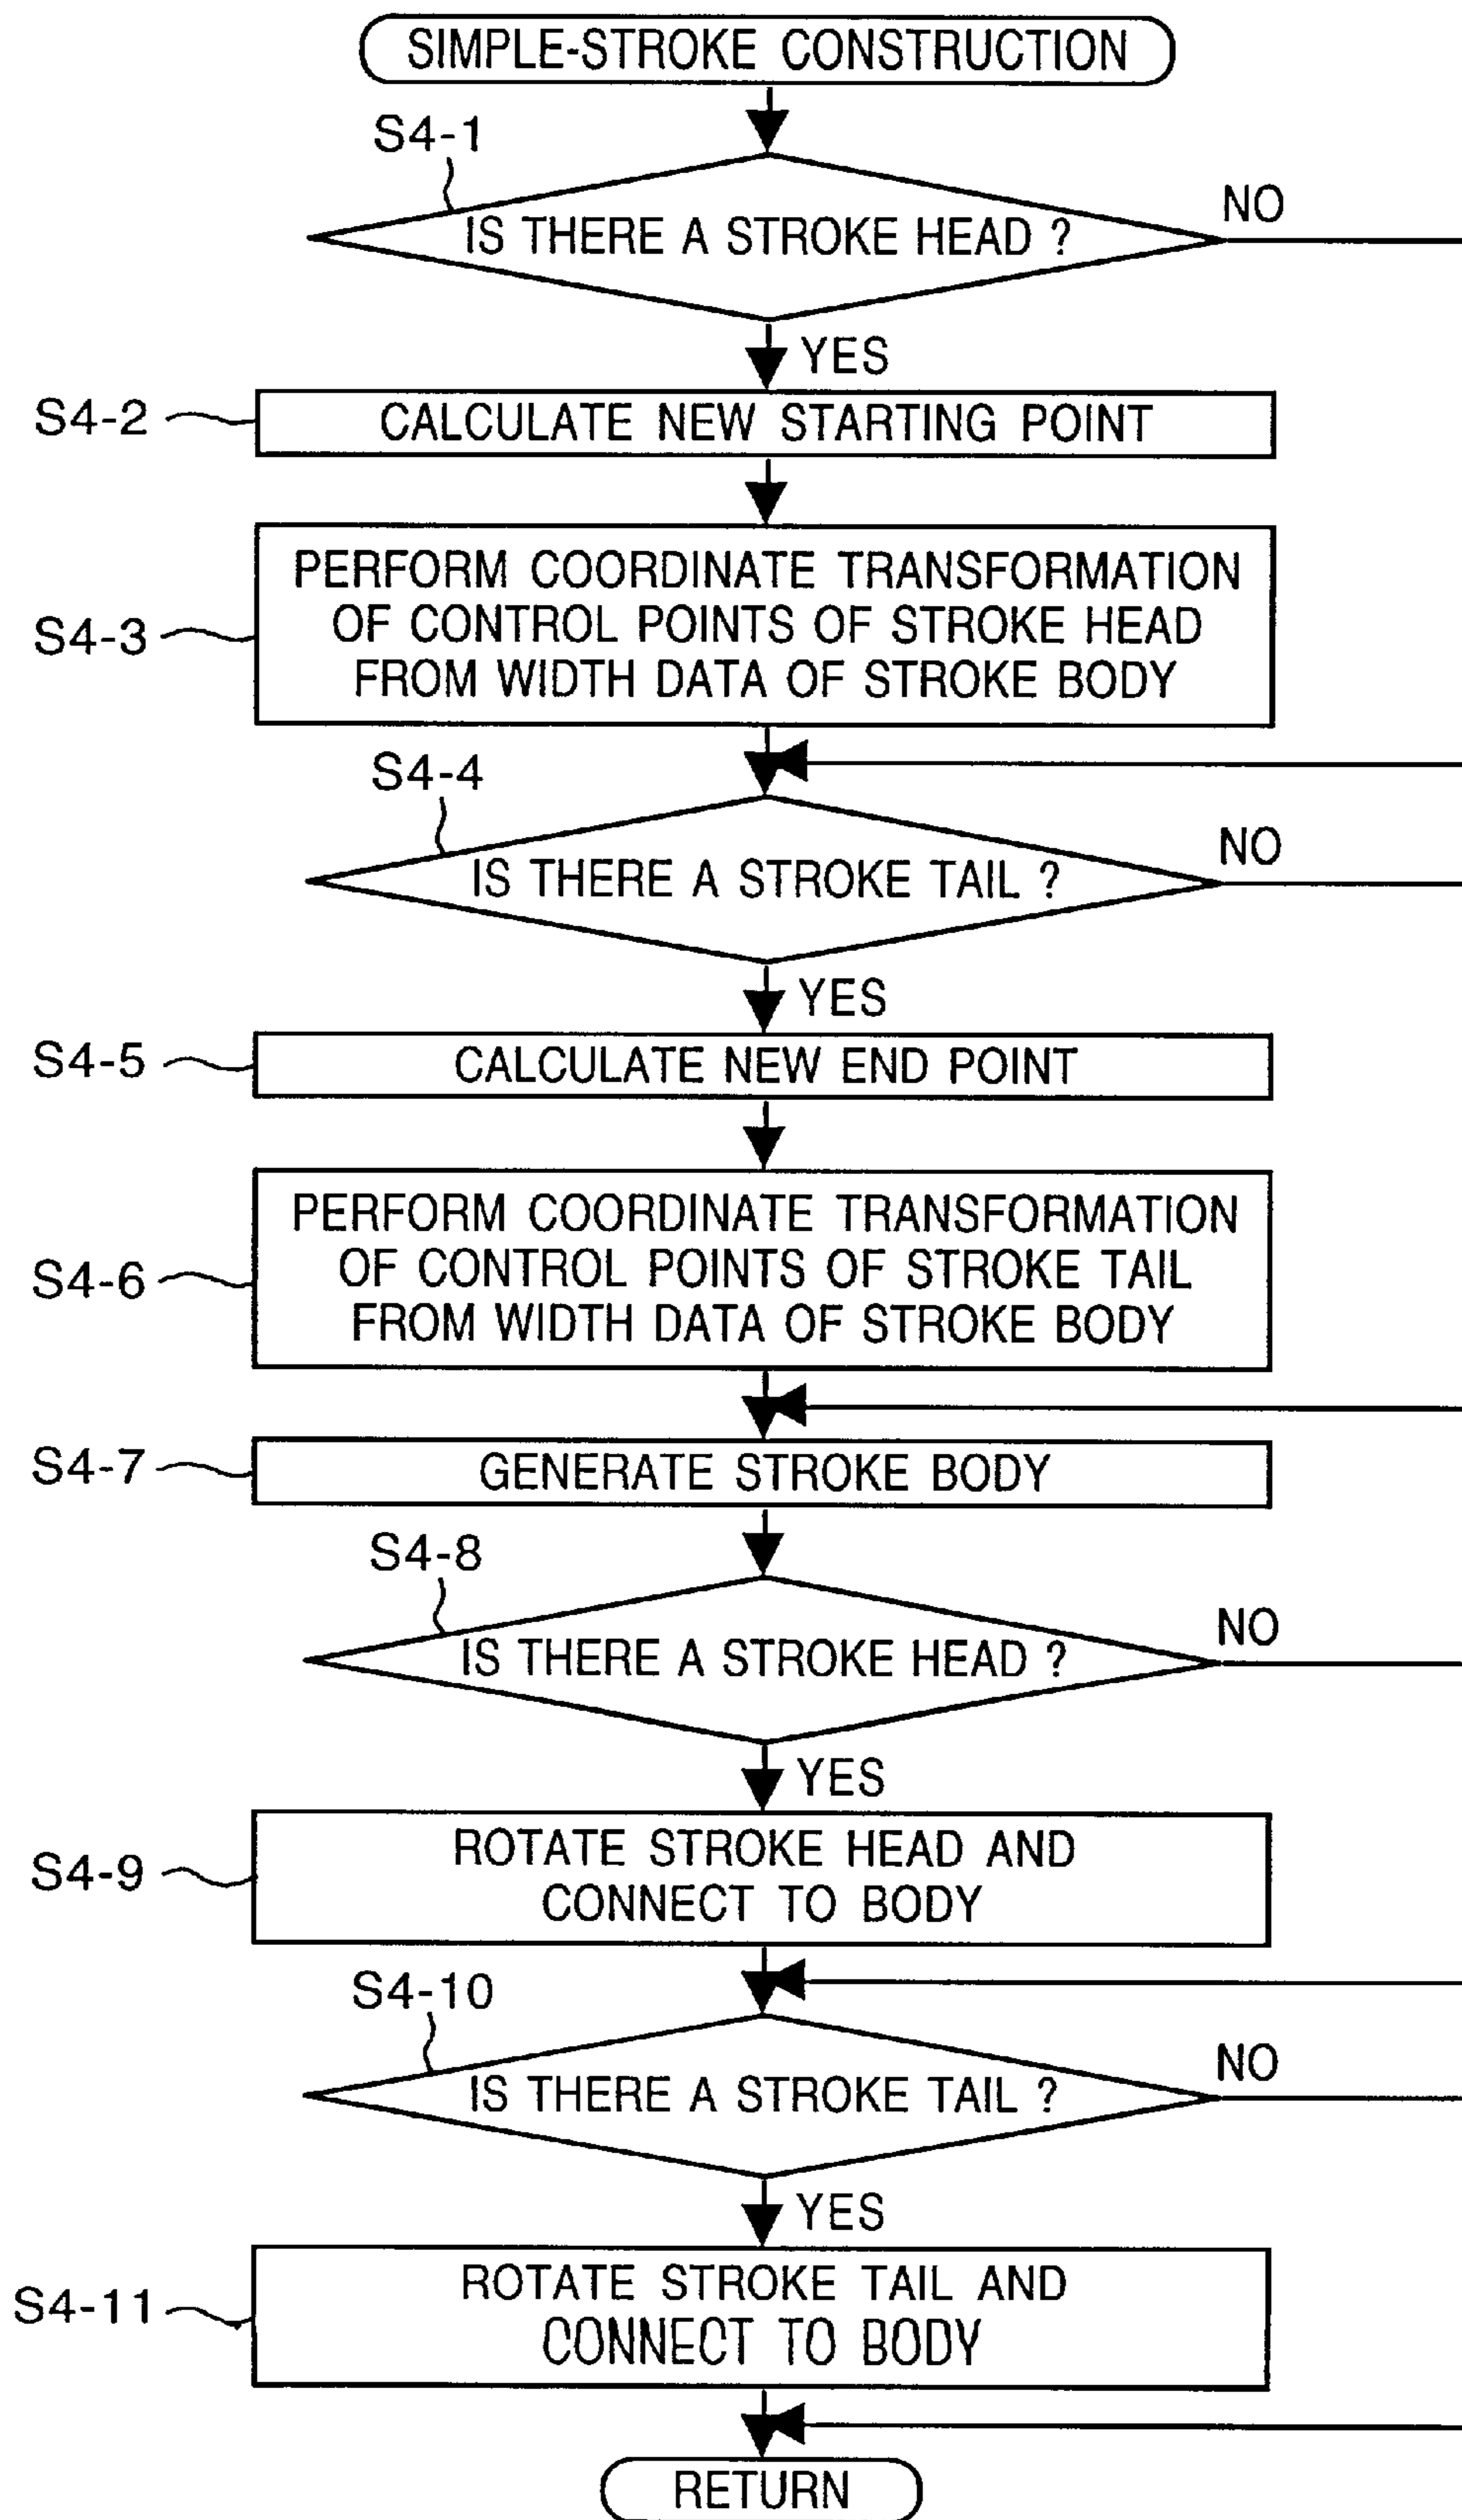 SIMPLE-STROKE CONSTRUCTION
S4-1
IS THERE A STROKE HEAD ?
NO
YES
S4-2
CALCULATE NEW STARTING POINT
S4-3
PERFORM COORDINATE TRANSFORMATION
OF CONTROL POINTS OF STROKE HEAD
FROM WIDTH DATA OF STROKE BODY
S4-4
IS THERE A STROKE TAIL ?
NO
YES
S4-5
CALCULATE NEW END POINT
S4-6
PERFORM COORDINATE TRANSFORMATION
OF CONTROL POINTS OF STROKE TAIL
FROM WIDTH DATA OF STROKE BODY
S4-7
GENERATE STROKE BODY
S4-8
IS THERE A STROKE HEAD ?
NO
YES
S4-9
ROTATE STROKE HEAD AND
CONNECT TO BODY
S4-10
IS THERE A STROKE TAIL ?
NO
YES
S4-11
ROTATE STROKE TAIL AND
CONNECT TO BODY
RETURN